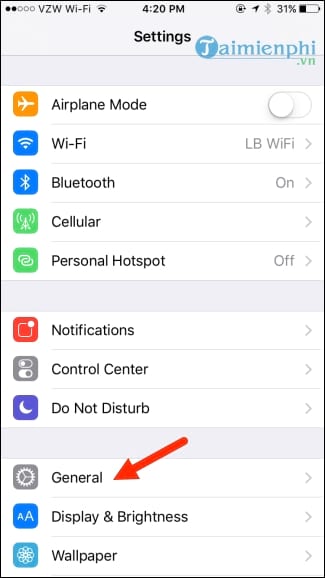 VZW Wi-Fi 4:20 PM 31%
Settings
Taimienphi
.vn
Airplane Mode
Wi-Fi LB WiFi
Bluetooth On
Cellular
Personal Hotspot Off
Notifications
Control Center
Do Not Disturb
General
AA Display & Brightness
Wallpaper